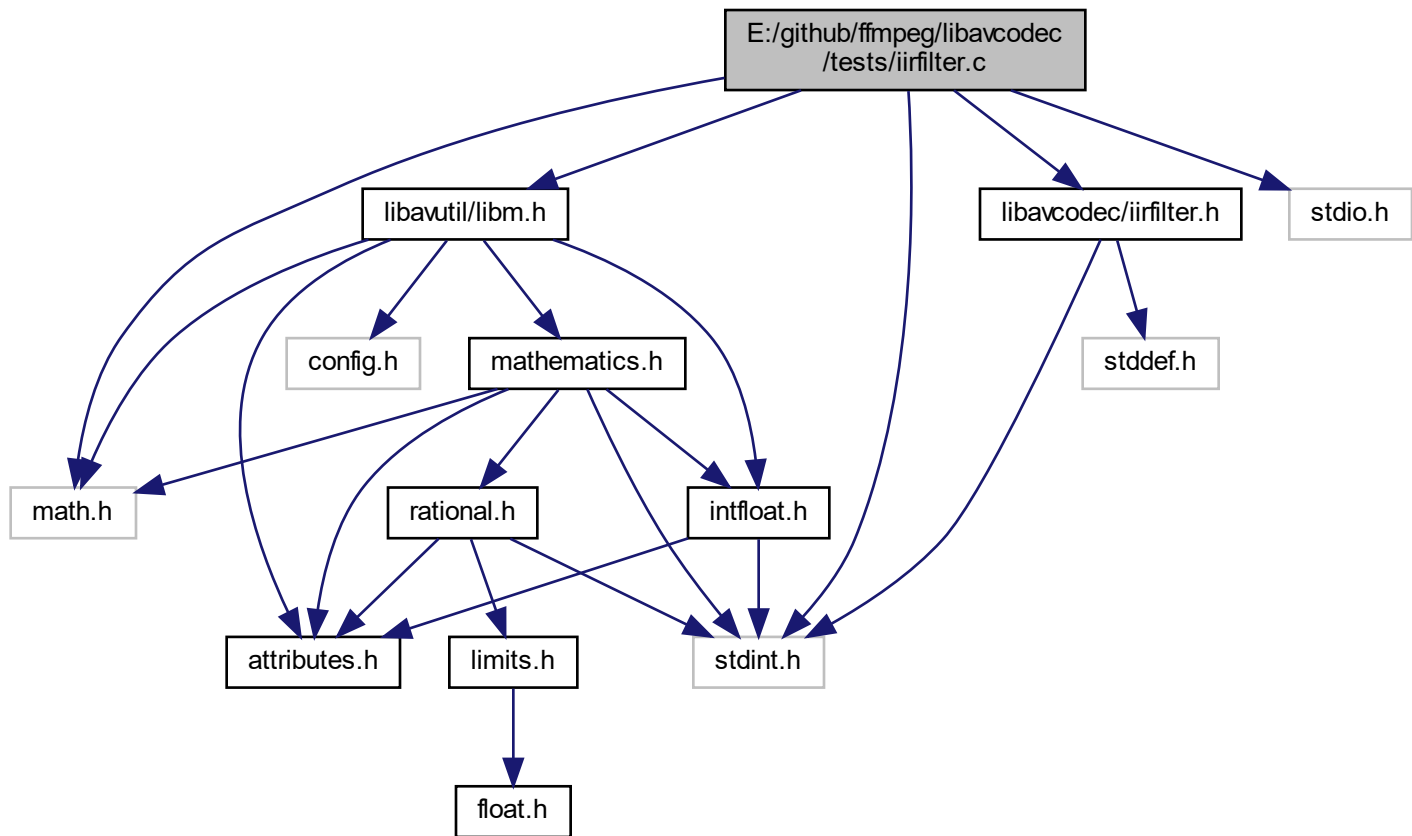 E:/github/ffmpeg/libavcodec
/tests/iirfilter.c
libavutil/libm.h
libavcodec/iirfilter.h
stdio.h
config.h
mathematics.h
stddef.h
math.h
rational.h
intfloat.h
attributes.h
limits.h
stdint.h
float.h